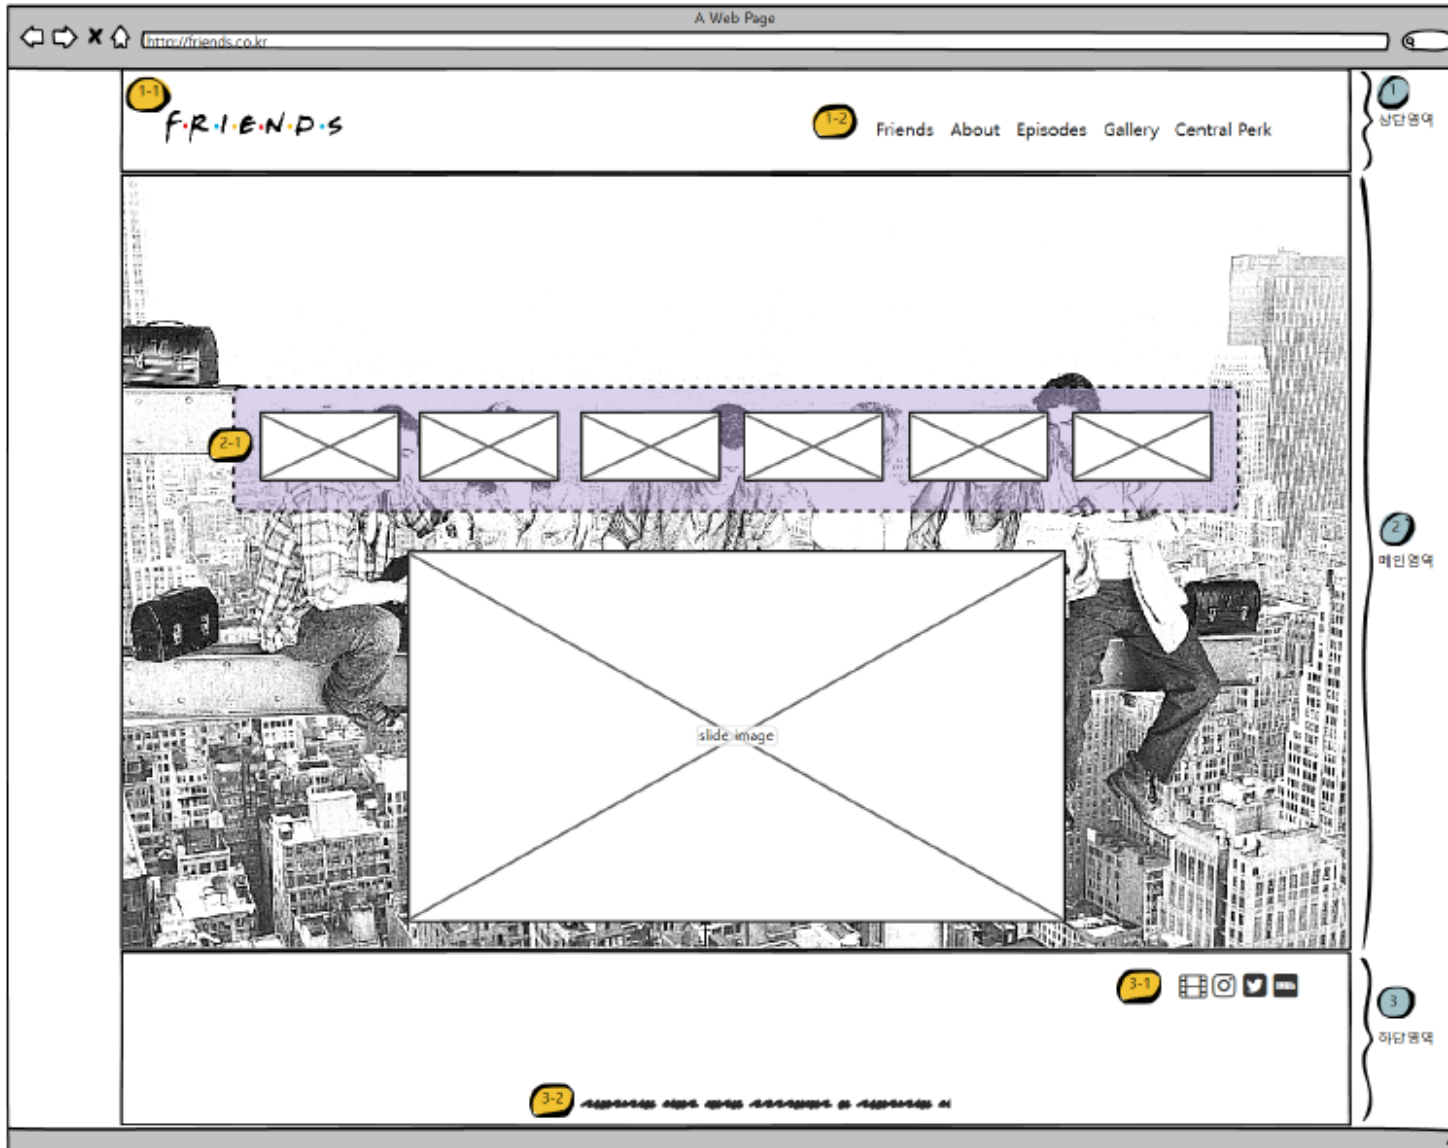 A Web Page
http://friends.co.kr
1-1
F·R·I·E·N·D·S
1-2
Friends About Episodes Gallery Central Perk
1
상단영역
2-1
slide image
2
메인영역
3-1
3
하단영역
3-2